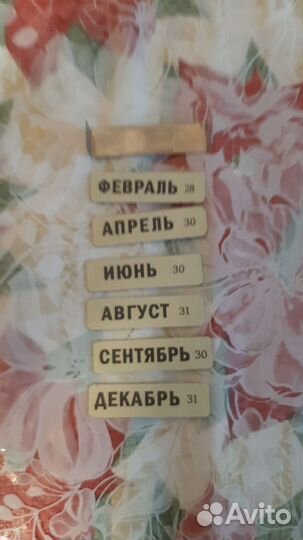 ФЕВРАЛЬ 28
АПРЕЛЬ 30
ИЮНЬ 30
АВГУСТ 31
СЕНТЯБРЬ 30
ДЕКАБРЬ 31
Avito